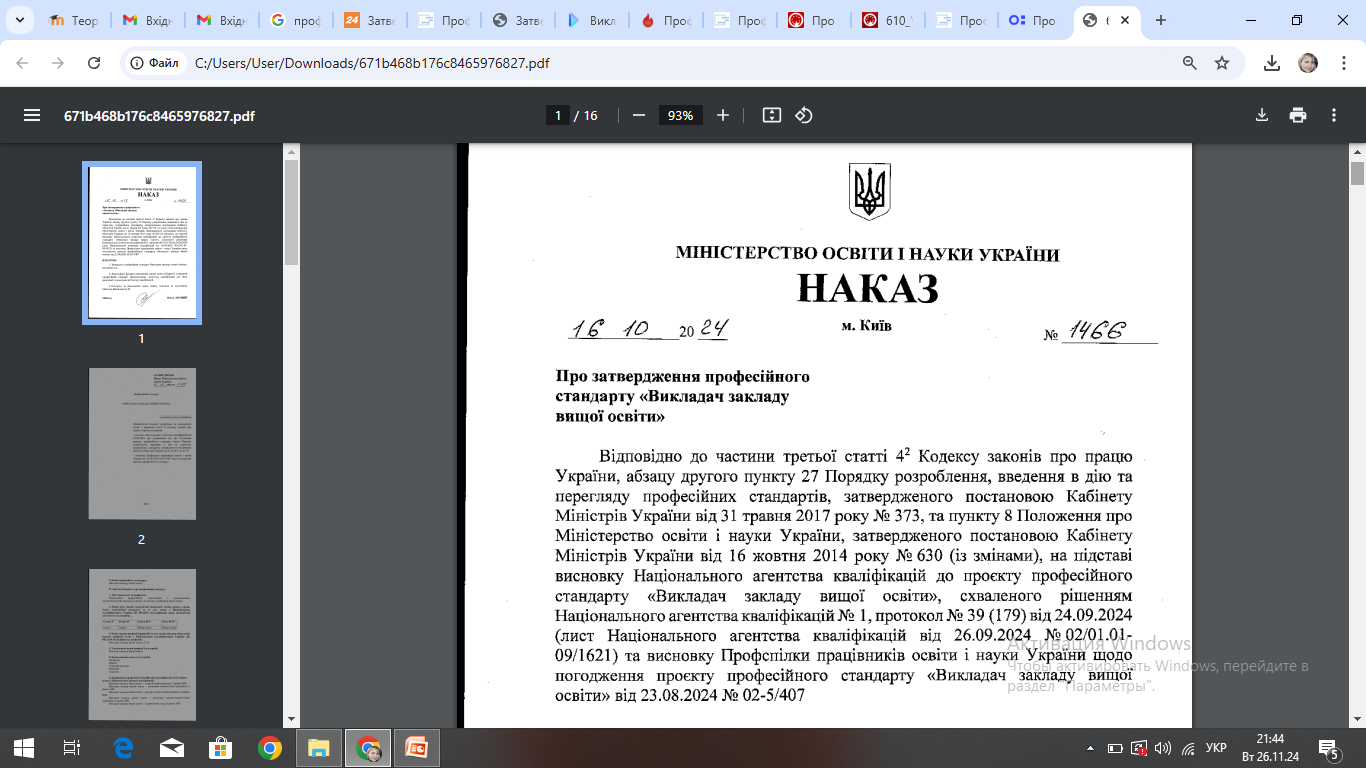 Теор
Вхідн
Вхідн
проф
Затве
Проф
Затве
Викл
Проф
Проф
Про
610_
Проф
Про
Файл C:/Users/User/Downloads/671b468b176c8465976827.pdf
671b468b176c8465976827.pdf
1 / 16
93%
1
2
МІНІСТЕРСТВО ОСВІТИ І НАУКИ УКРАЇНИ
НАКАЗ
16 10 2024 м. Київ № 1466
Про затвердження професійного
стандарту «Викладач закладу
вищої освіти»
Відповідно до частини третьої статті 4² Кодексу законів про працю
України, абзацу другого пункту 27 Порядку розроблення, введення в дію та
перегляду професійних стандартів, затвердженого постановою Кабінету
Міністрів України від 31 травня 2017 року № 373, та пункту 8 Положення про
Міністерство освіти і науки України, затвердженого постановою Кабінету
Міністрів України від 16 жовтня 2014 року № 630 (із змінами), на підставі
висновку Національного агентства кваліфікацій до проєкту професійного
стандарту «Викладач закладу вищої освіти», схваленого рішенням
Національного агентства кваліфікацій № 1, протокол № 39 (179) від 24.09.2024
(лист Національного агентства кваліфікацій від 26.09.2024 № 02/01.01-
09/1621) та висновку Профспілки працівників освіти і науки України щодо
погодження проєкту професійного стандарту «Викладач закладу вищої
освіти» від 23.08.2024 № 02-5/407
Активация Windows
Чтобы активировать Windows, перейдите в
раздел "Параметры".
УКР
21:44
Вт 26.11.24
5